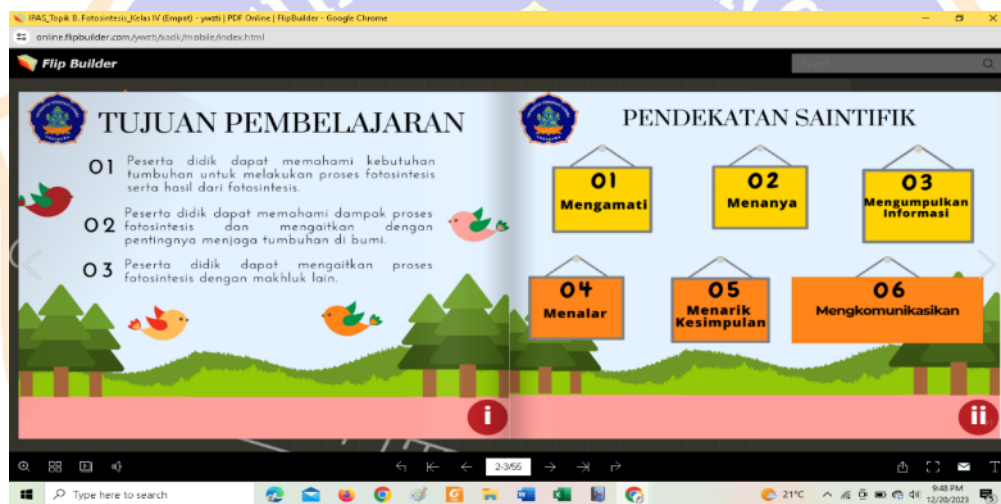 IPAS_Topik B. Fotosintesis_Kelas IV (Empat) - ywzti | PDF Online | FlipBuilder - Google Chrome
online.flipbuilder.com/ywzti/xadk/mobile/index.html
Flip Builder
Search
TUJUAN PEMBELAJARAN
01 Peserta didik dapat memahami kebutuhan
tumbuhan untuk melakukan proses fotosintesis
serta hasil dari fotosintesis.
02 Peserta didik dapat memahami dampak proses
fotosintesis dan mengaitkan dengan
pentingnya menjaga tumbuhan di bumi.
03 Peserta didik dapat mengaitkan proses
fotosintesis dengan makhluk lain.
i
PENDEKATAN SAINTIFIK
01
Mengamati
02
Menanya
03
Mengumpulkan
Informasi
04
Menalar
05
Menarik
Kesimpulan
06
Mengkomunikasikan
ii
2-3/55
Type here to search
21°C
9:48 PM
12/20/2023